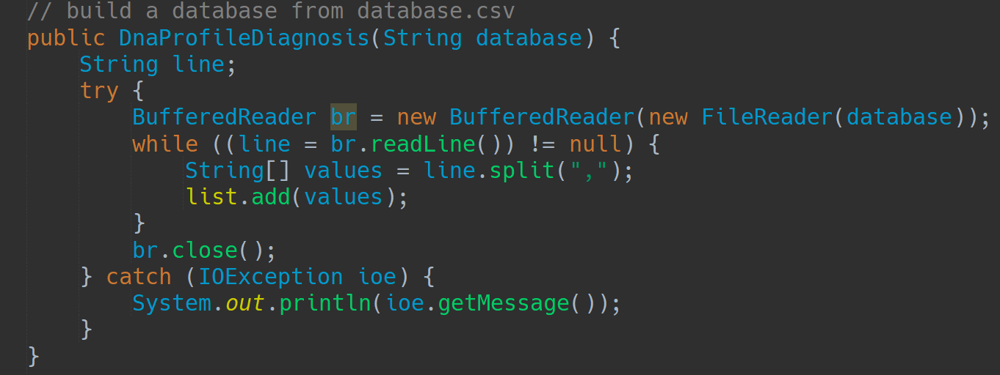 // build a database from database.csv
public DnaProfileDiagnosis(String database) {
    String line;
    try {
        BufferedReader br = new BufferedReader(new FileReader(database));
        while ((line = br.readLine()) != null) {
            String[] values = line.split(",");
            list.add(values);
        }
        br.close();
    } catch (IOException ioe) {
        System.out.println(ioe.getMessage());
    }
}